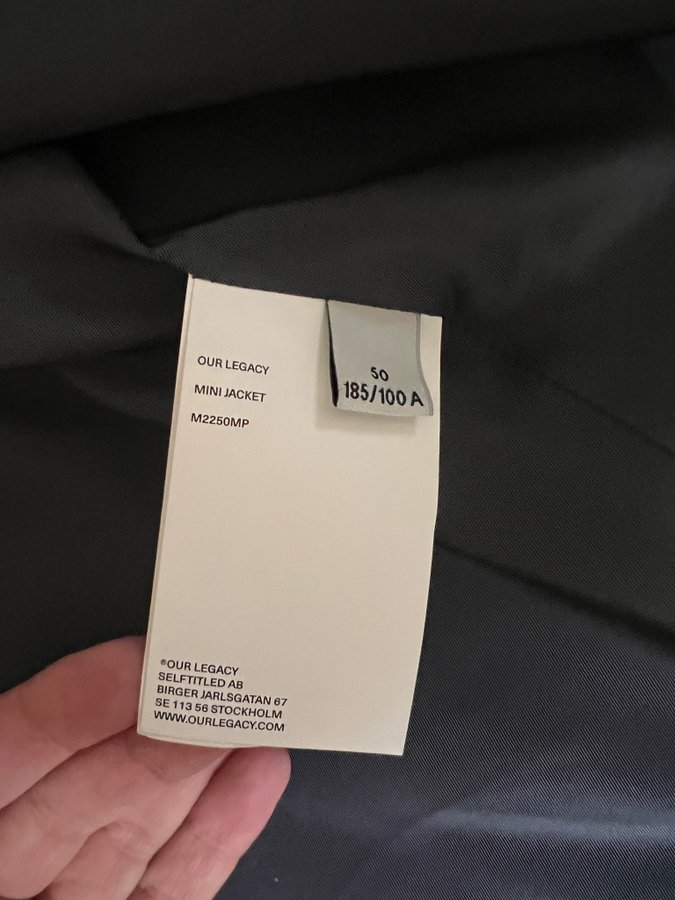 OUR LEGACY
MINI JACKET
M2250MP
50
185/100 A
®OUR LEGACY
SELFTITLED AB
BIRGER JARLSGATAN 67
SE 113 56 STOCKHOLM
WWW.OURLEGACY.COM